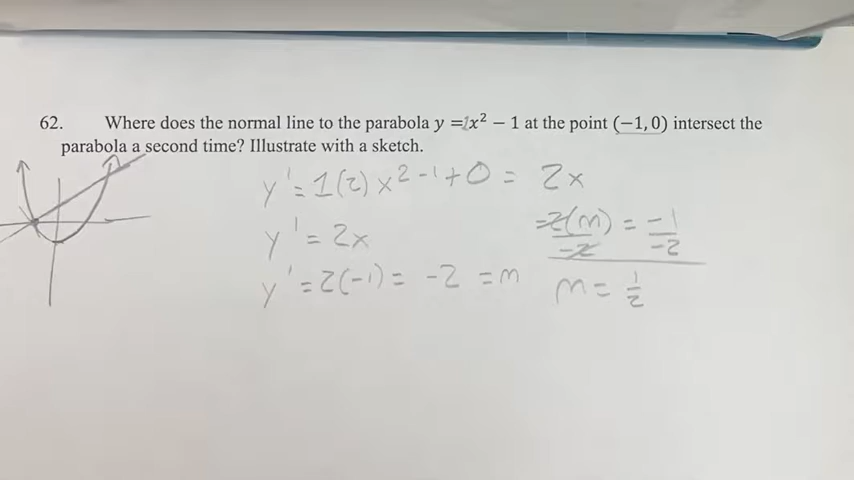 62. Where does the normal line to the parabola y = 1x² − 1 at the point (−1, 0) intersect the
parabola a second time? Illustrate with a sketch.
y' = 1(2)x^{2-1} + 0 = 2x
y' = 2x
-2(m)/-2 = -1/-2
y' = 2(-1) = -2 = m
m = 1/2